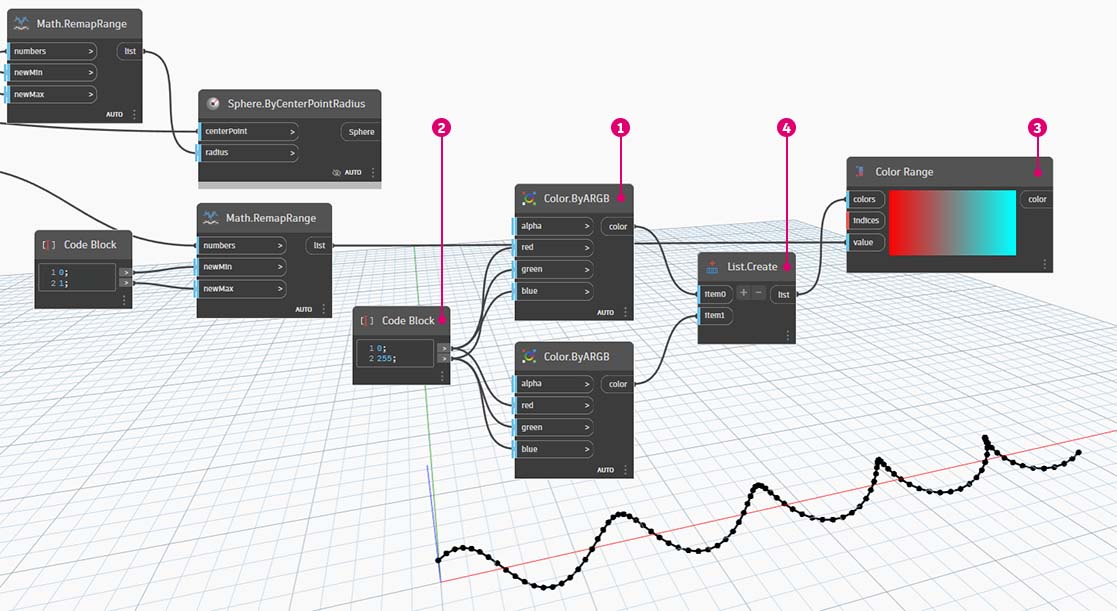 Math.RemapRange
numbers >
list
newMin >
newMax >
AUTO
Sphere.ByCenterPointRadius
centerPoint >
Sphere
radius >
AUTO
2
1
4
3
Color Range
colors
color
indices
value
Color.ByARGB
alpha >
color
red >
green >
blue >
AUTO
Math.RemapRange
numbers >
list
newMin >
newMax >
AUTO
Code Block
1 0; >
2 1; >
List.Create
item0 + −
list
item1
Code Block
1 0; >
2 255; >
Color.ByARGB
alpha >
color
red >
green >
blue >
AUTO